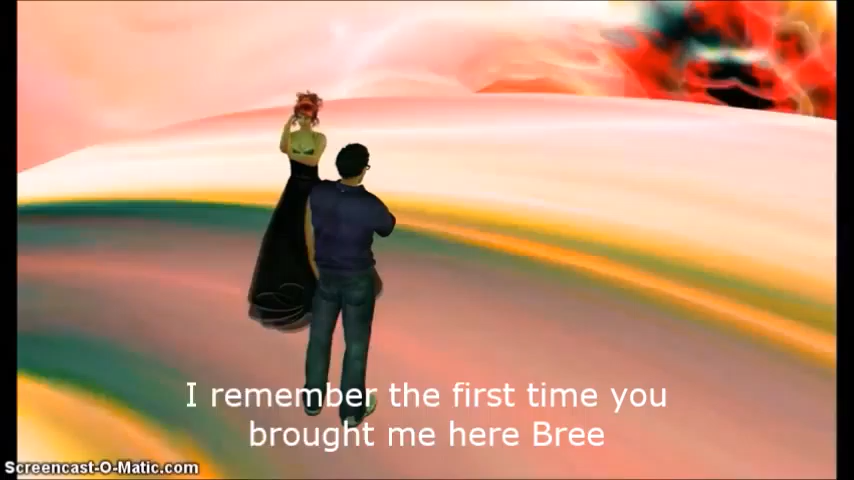 I remember the first time you
brought me here Bree
Screencast-O-Matic.com